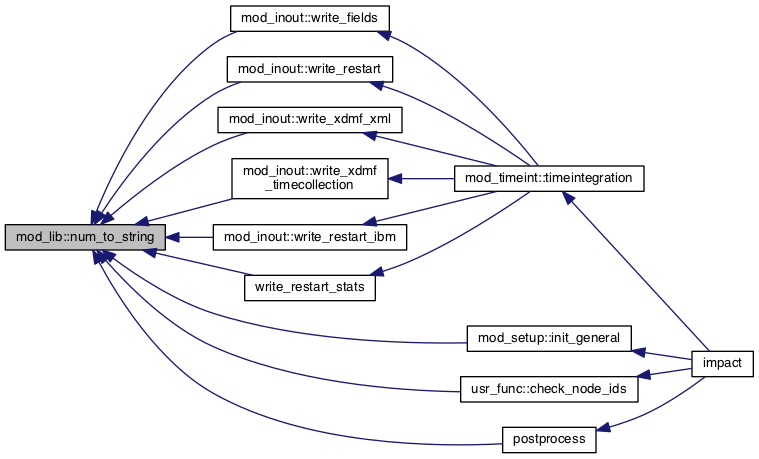 mod_inout::write_fields
mod_inout::write_restart
mod_inout::write_xdmf_xml
mod_inout::write_xdmf
_timecollection
mod_timeint::timeintegration
mod_lib::num_to_string
mod_inout::write_restart_ibm
write_restart_stats
mod_setup::init_general
impact
usr_func::check_node_ids
postprocess